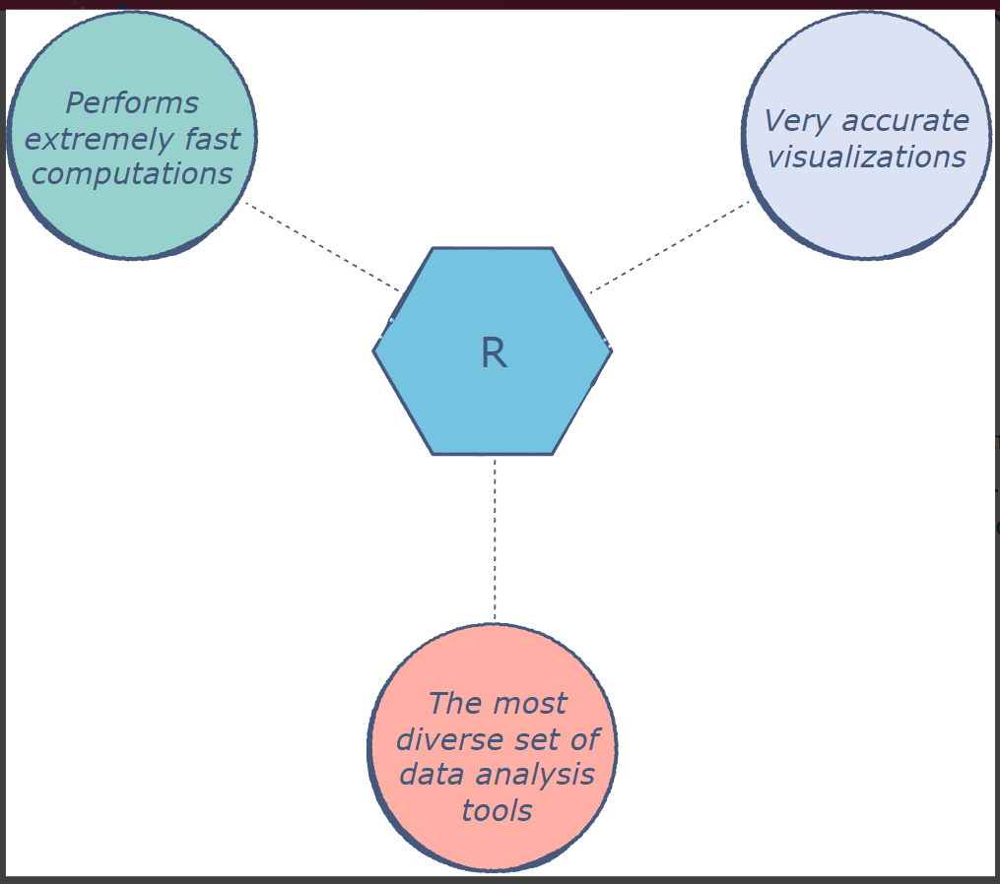 Performs
extremely fast
computations
Very accurate
visualizations
R
The most
diverse set of
data analysis
tools